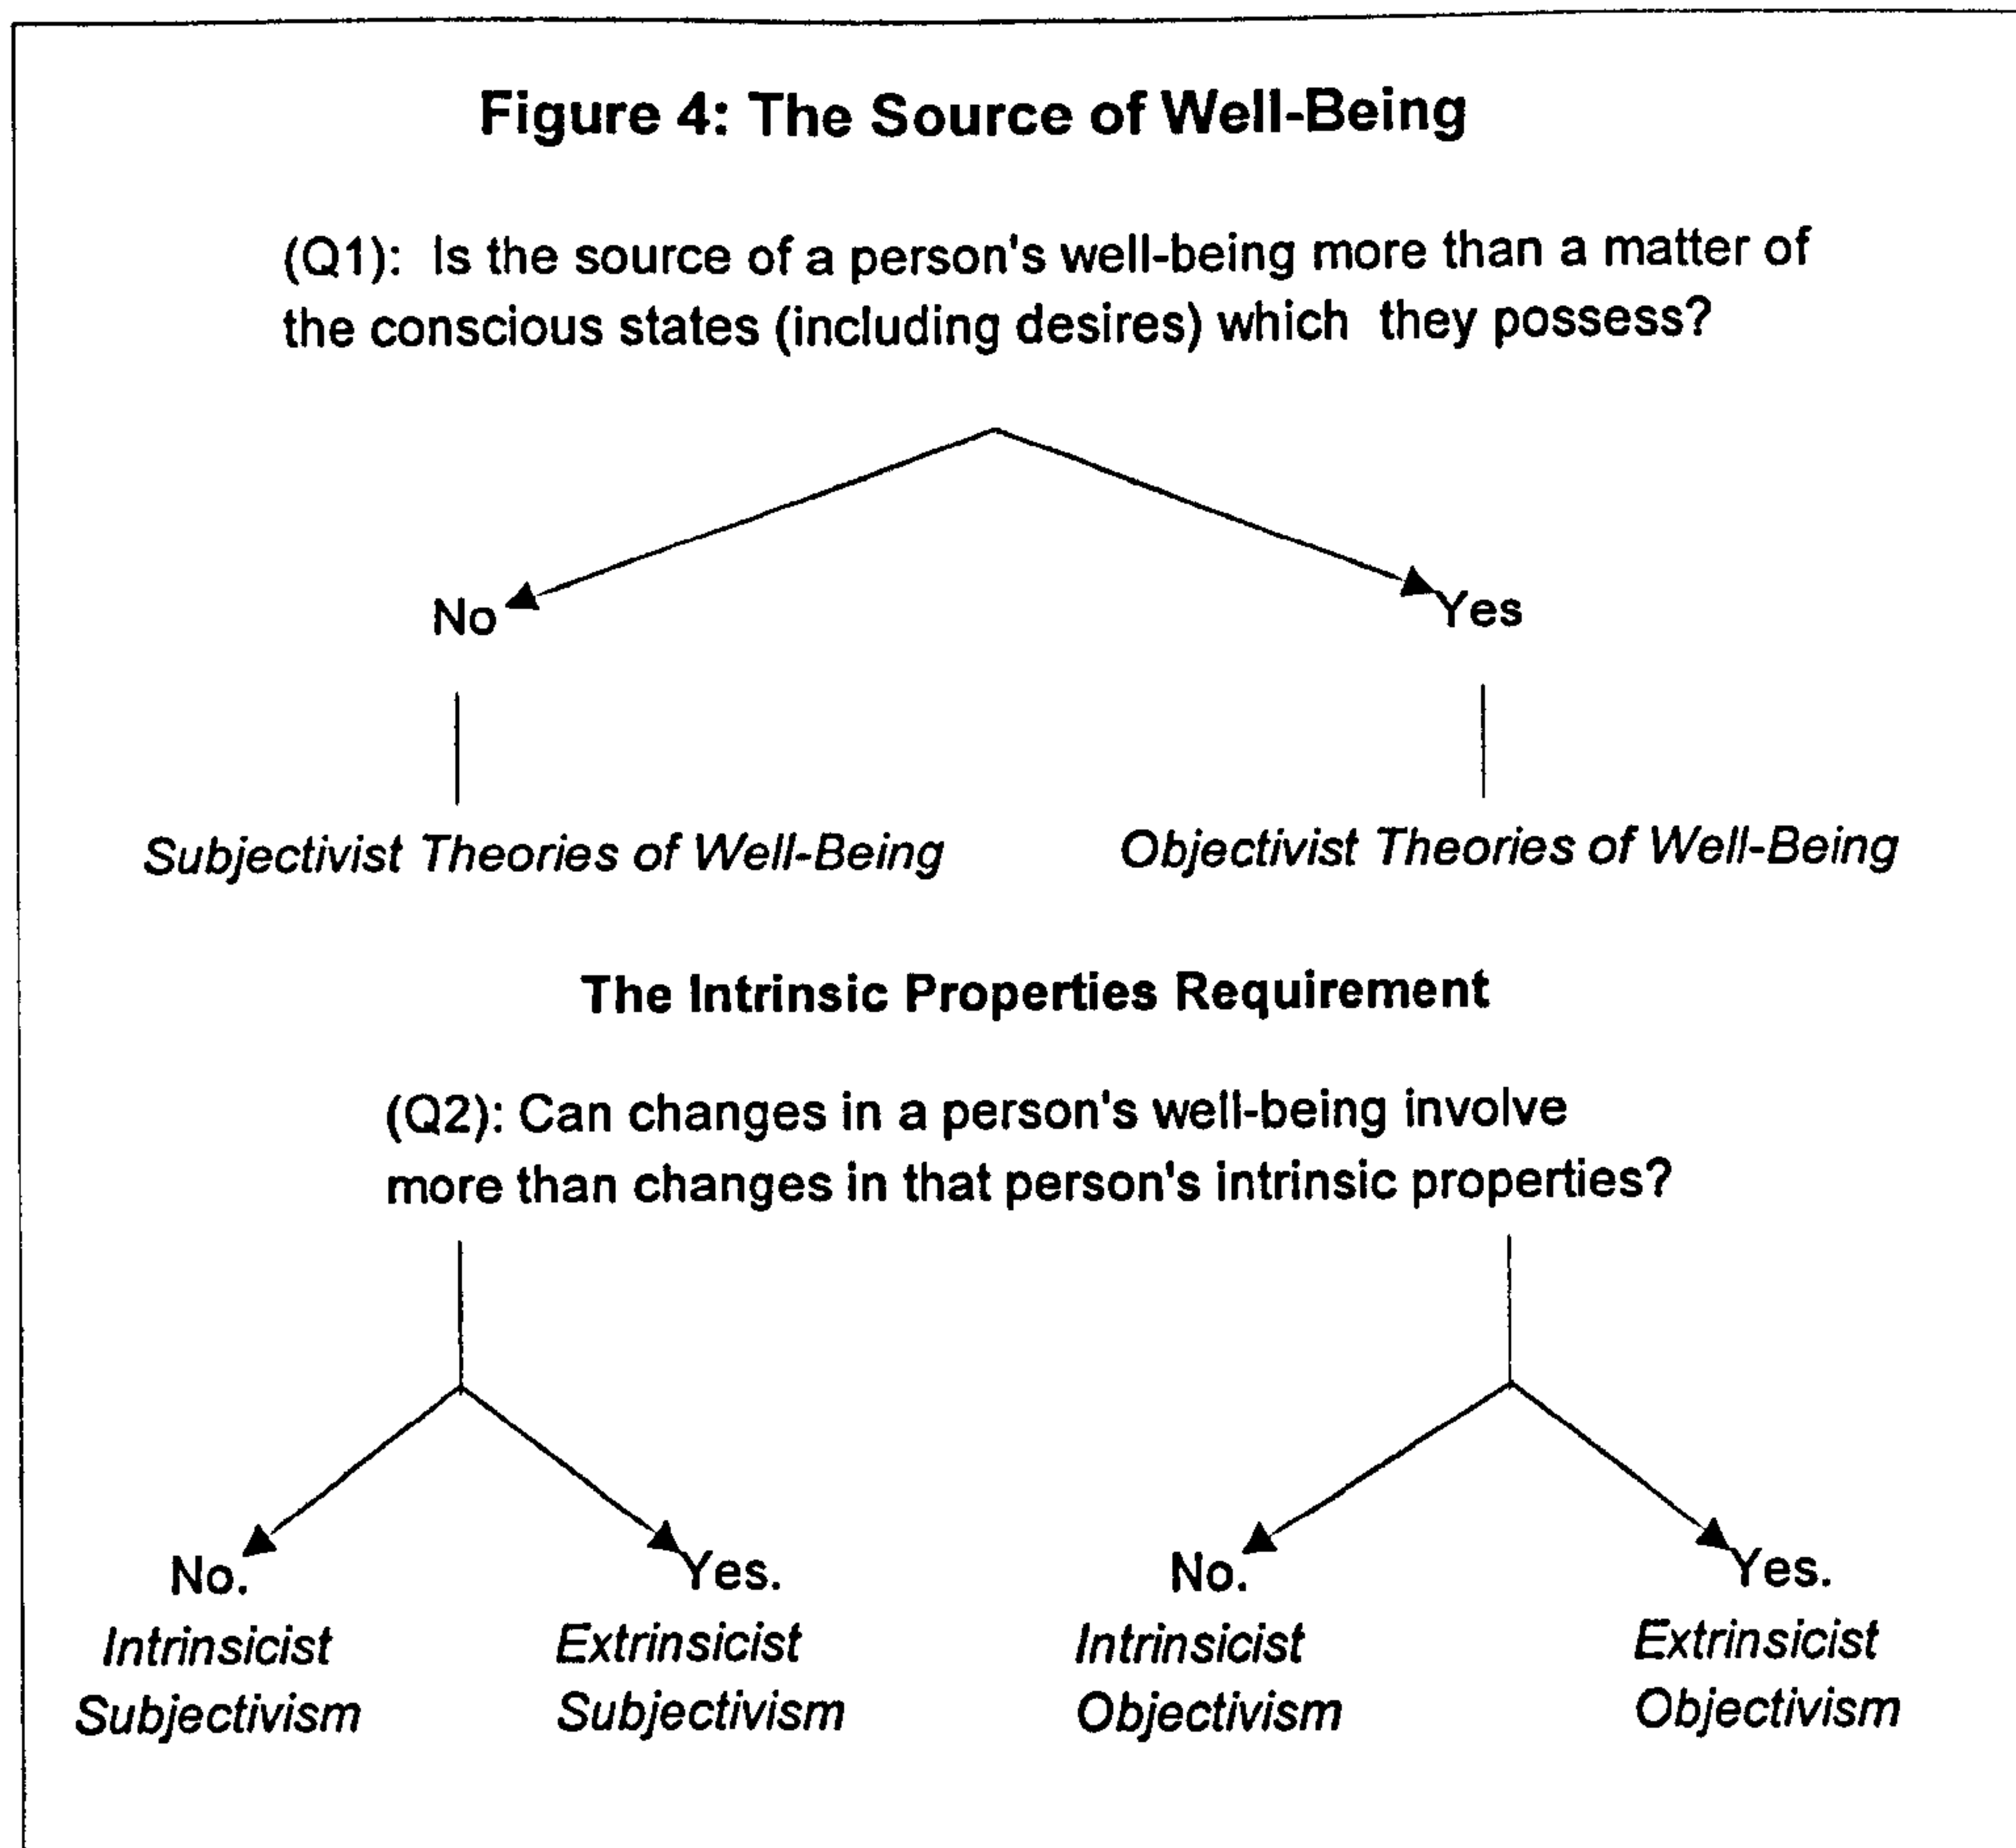 Figure 4: The Source of Well-Being
(Q1): Is the source of a person's well-being more than a matter of
the conscious states (including desires) which they possess?
No
Yes
Subjectivist Theories of Well-Being
Objectivist Theories of Well-Being
The Intrinsic Properties Requirement
(Q2): Can changes in a person's well-being involve
more than changes in that person's intrinsic properties?
No.
Yes.
No.
Yes.
Intrinsicist
Subjectivism
Extrinsicist
Subjectivism
Intrinsicist
Objectivism
Extrinsicist
Objectivism